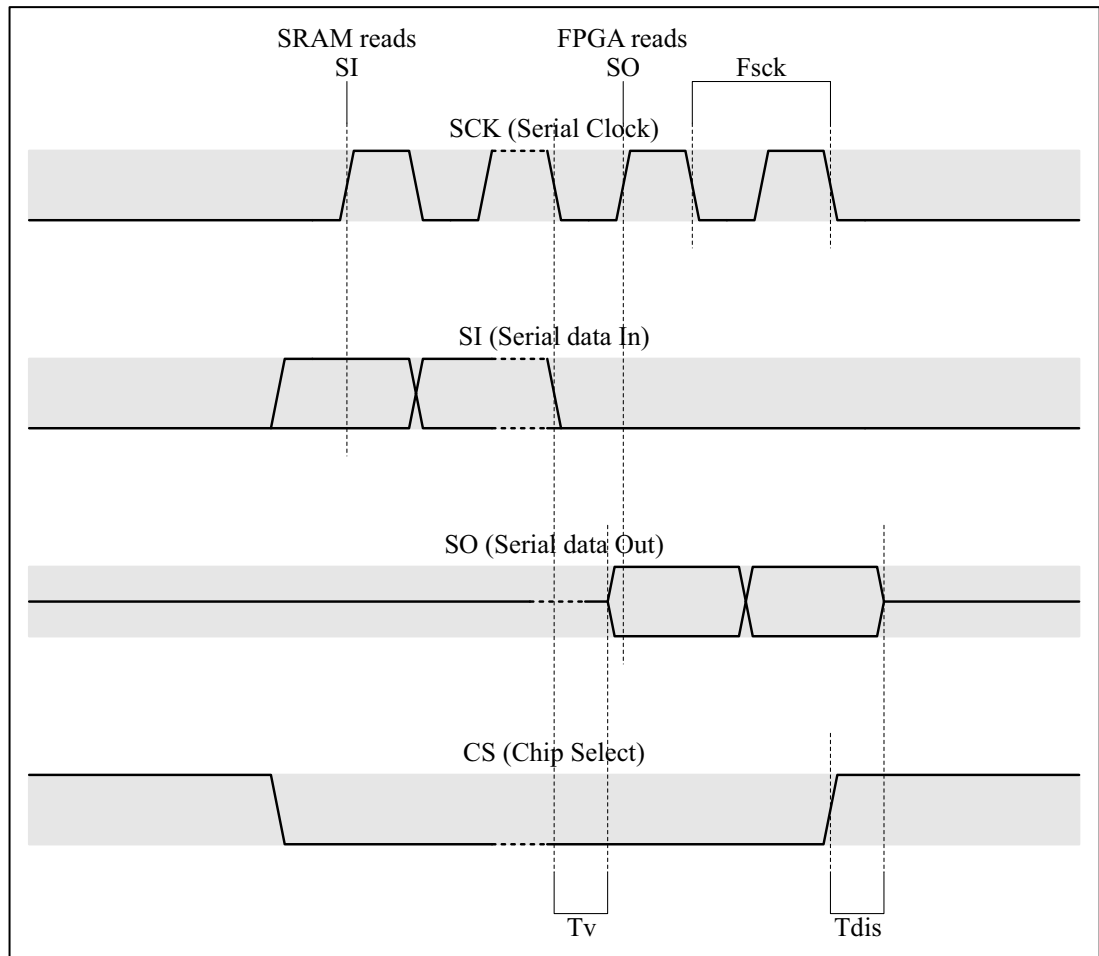 SRAM reads
SI
FPGA reads
SO
Fsck
SCK (Serial Clock)
SI (Serial data In)
SO (Serial data Out)
CS (Chip Select)
Tv
Tdis